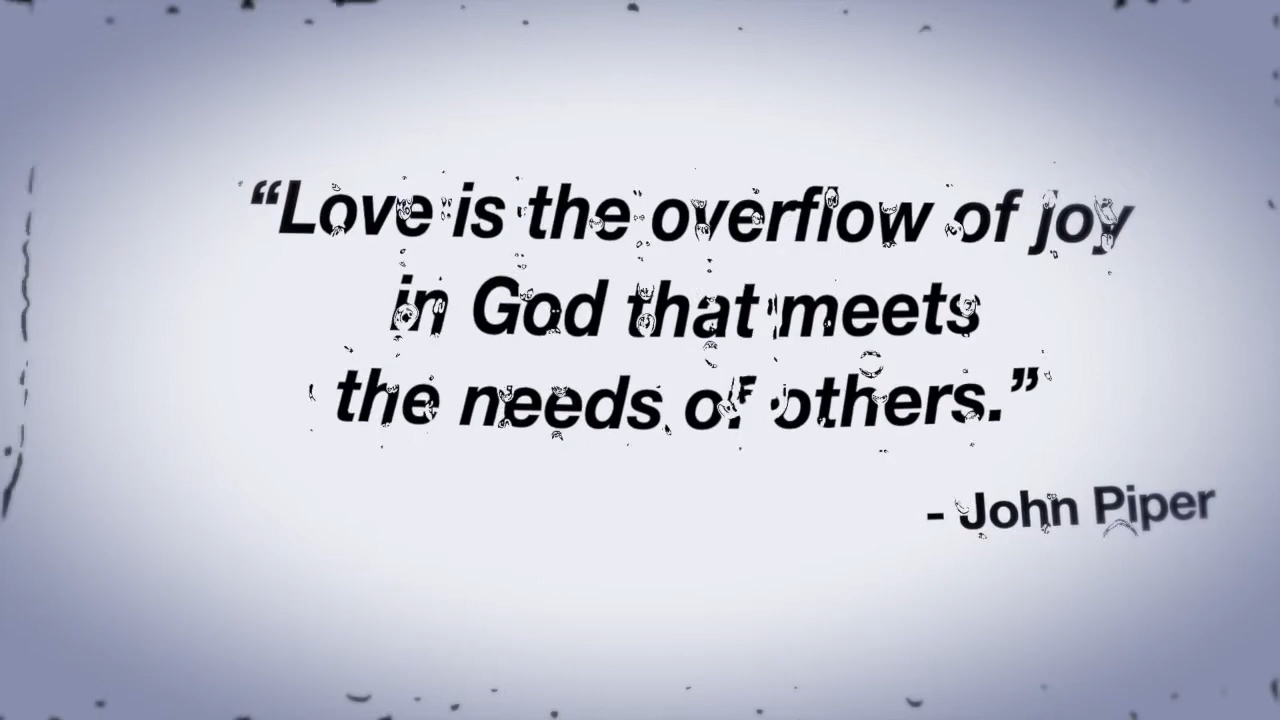 “Love is the overflow of joy
in God that meets
the needs of others.”
- John Piper